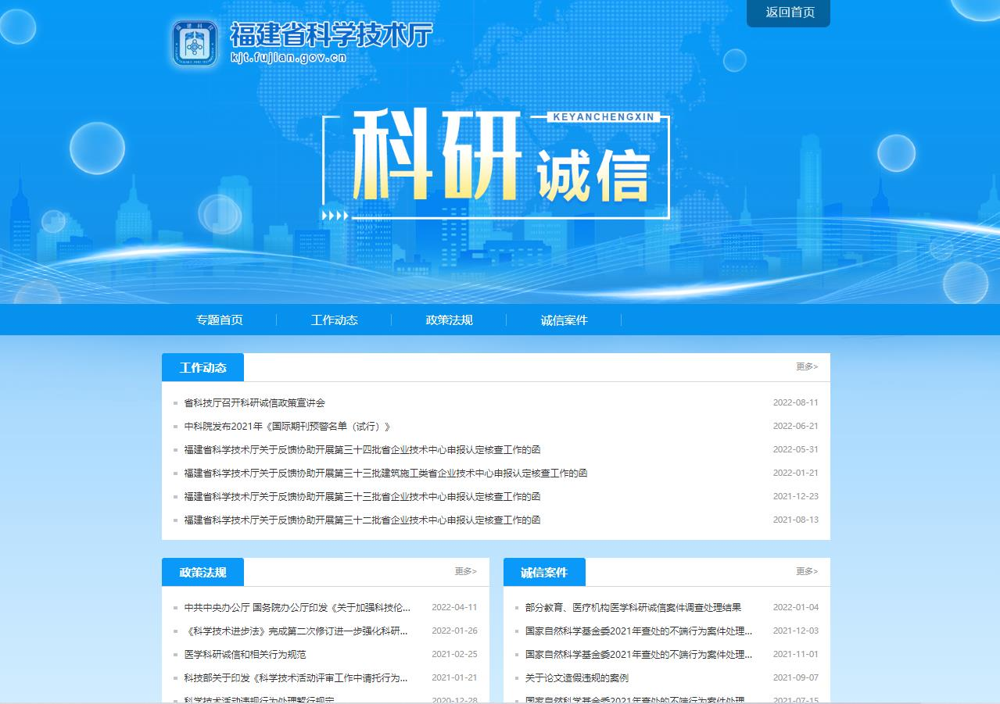 返回首页
福建科技
福建省科学技术厅
kjt.fujian.gov.cn
KEYANCHENGXIN
科研诚信
专题首页 工作动态 政策法规 诚信案件
工作动态 更多>
省科技厅召开科研诚信政策宣讲会 2022-08-11
中科院发布2021年《国际期刊预警名单（试行）》 2022-06-21
福建省科学技术厅关于反馈协助开展第三十四批省企业技术中心申报认定核查工作的函 2022-05-31
福建省科学技术厅关于反馈协助开展第三十三批建筑施工类省企业技术中心申报认定核查工作的函 2022-01-21
福建省科学技术厅关于反馈协助开展第三十三批省企业技术中心申报认定核查工作的函 2021-12-23
福建省科学技术厅关于反馈协助开展第三十二批省企业技术中心申报认定核查工作的函 2021-08-13
政策法规 更多>
中共中央办公厅 国务院办公厅印发《关于加强科技伦... 2022-04-11
《科学技术进步法》完成第二次修订进一步强化科研... 2022-01-26
医学科研诚信和相关行为规范 2021-02-25
科技部关于印发《科学技术活动评审工作中请托行为... 2021-01-21
科学技术活动违规行为处理暂行规定 2020-12-28
诚信案件 更多>
部分教育、医疗机构医学科研诚信案件调查处理结果 2022-01-04
国家自然科学基金委2021年查处的不端行为案件处理... 2021-12-03
国家自然科学基金委2021年查处的不端行为案件处理... 2021-11-01
关于论文造假违规的案例 2021-09-07
国家自然科学基金委2021年查处的不端行为案件处理... 2021-07-15